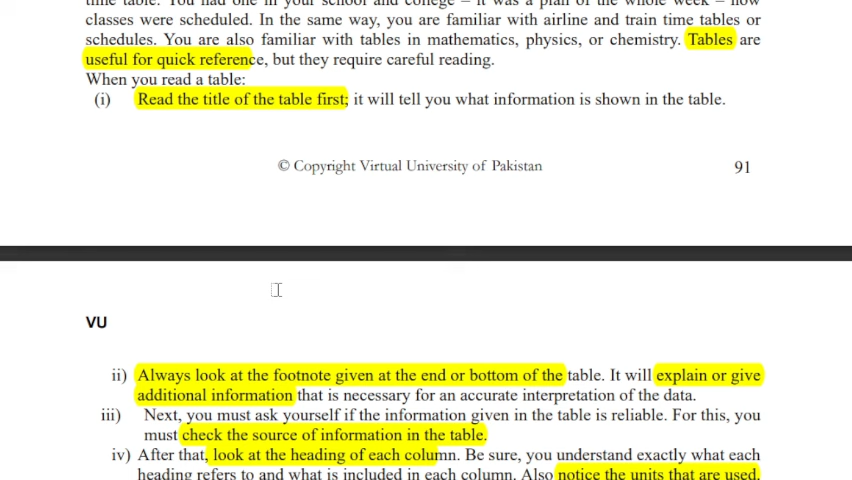 time table. You had one in your school and college – it was a plan of the whole week – how
classes were scheduled. In the same way, you are familiar with airline and train time tables or
schedules. You are also familiar with tables in mathematics, physics, or chemistry. Tables are
useful for quick reference, but they require careful reading.
When you read a table:
(i) Read the title of the table first; it will tell you what information is shown in the table.
© Copyright Virtual University of Pakistan 91
VU
ii) Always look at the footnote given at the end or bottom of the table. It will explain or give
additional information that is necessary for an accurate interpretation of the data.
iii) Next, you must ask yourself if the information given in the table is reliable. For this, you
must check the source of information in the table.
iv) After that, look at the heading of each column. Be sure, you understand exactly what each
heading refers to and what is included in each column. Also notice the units that are used.